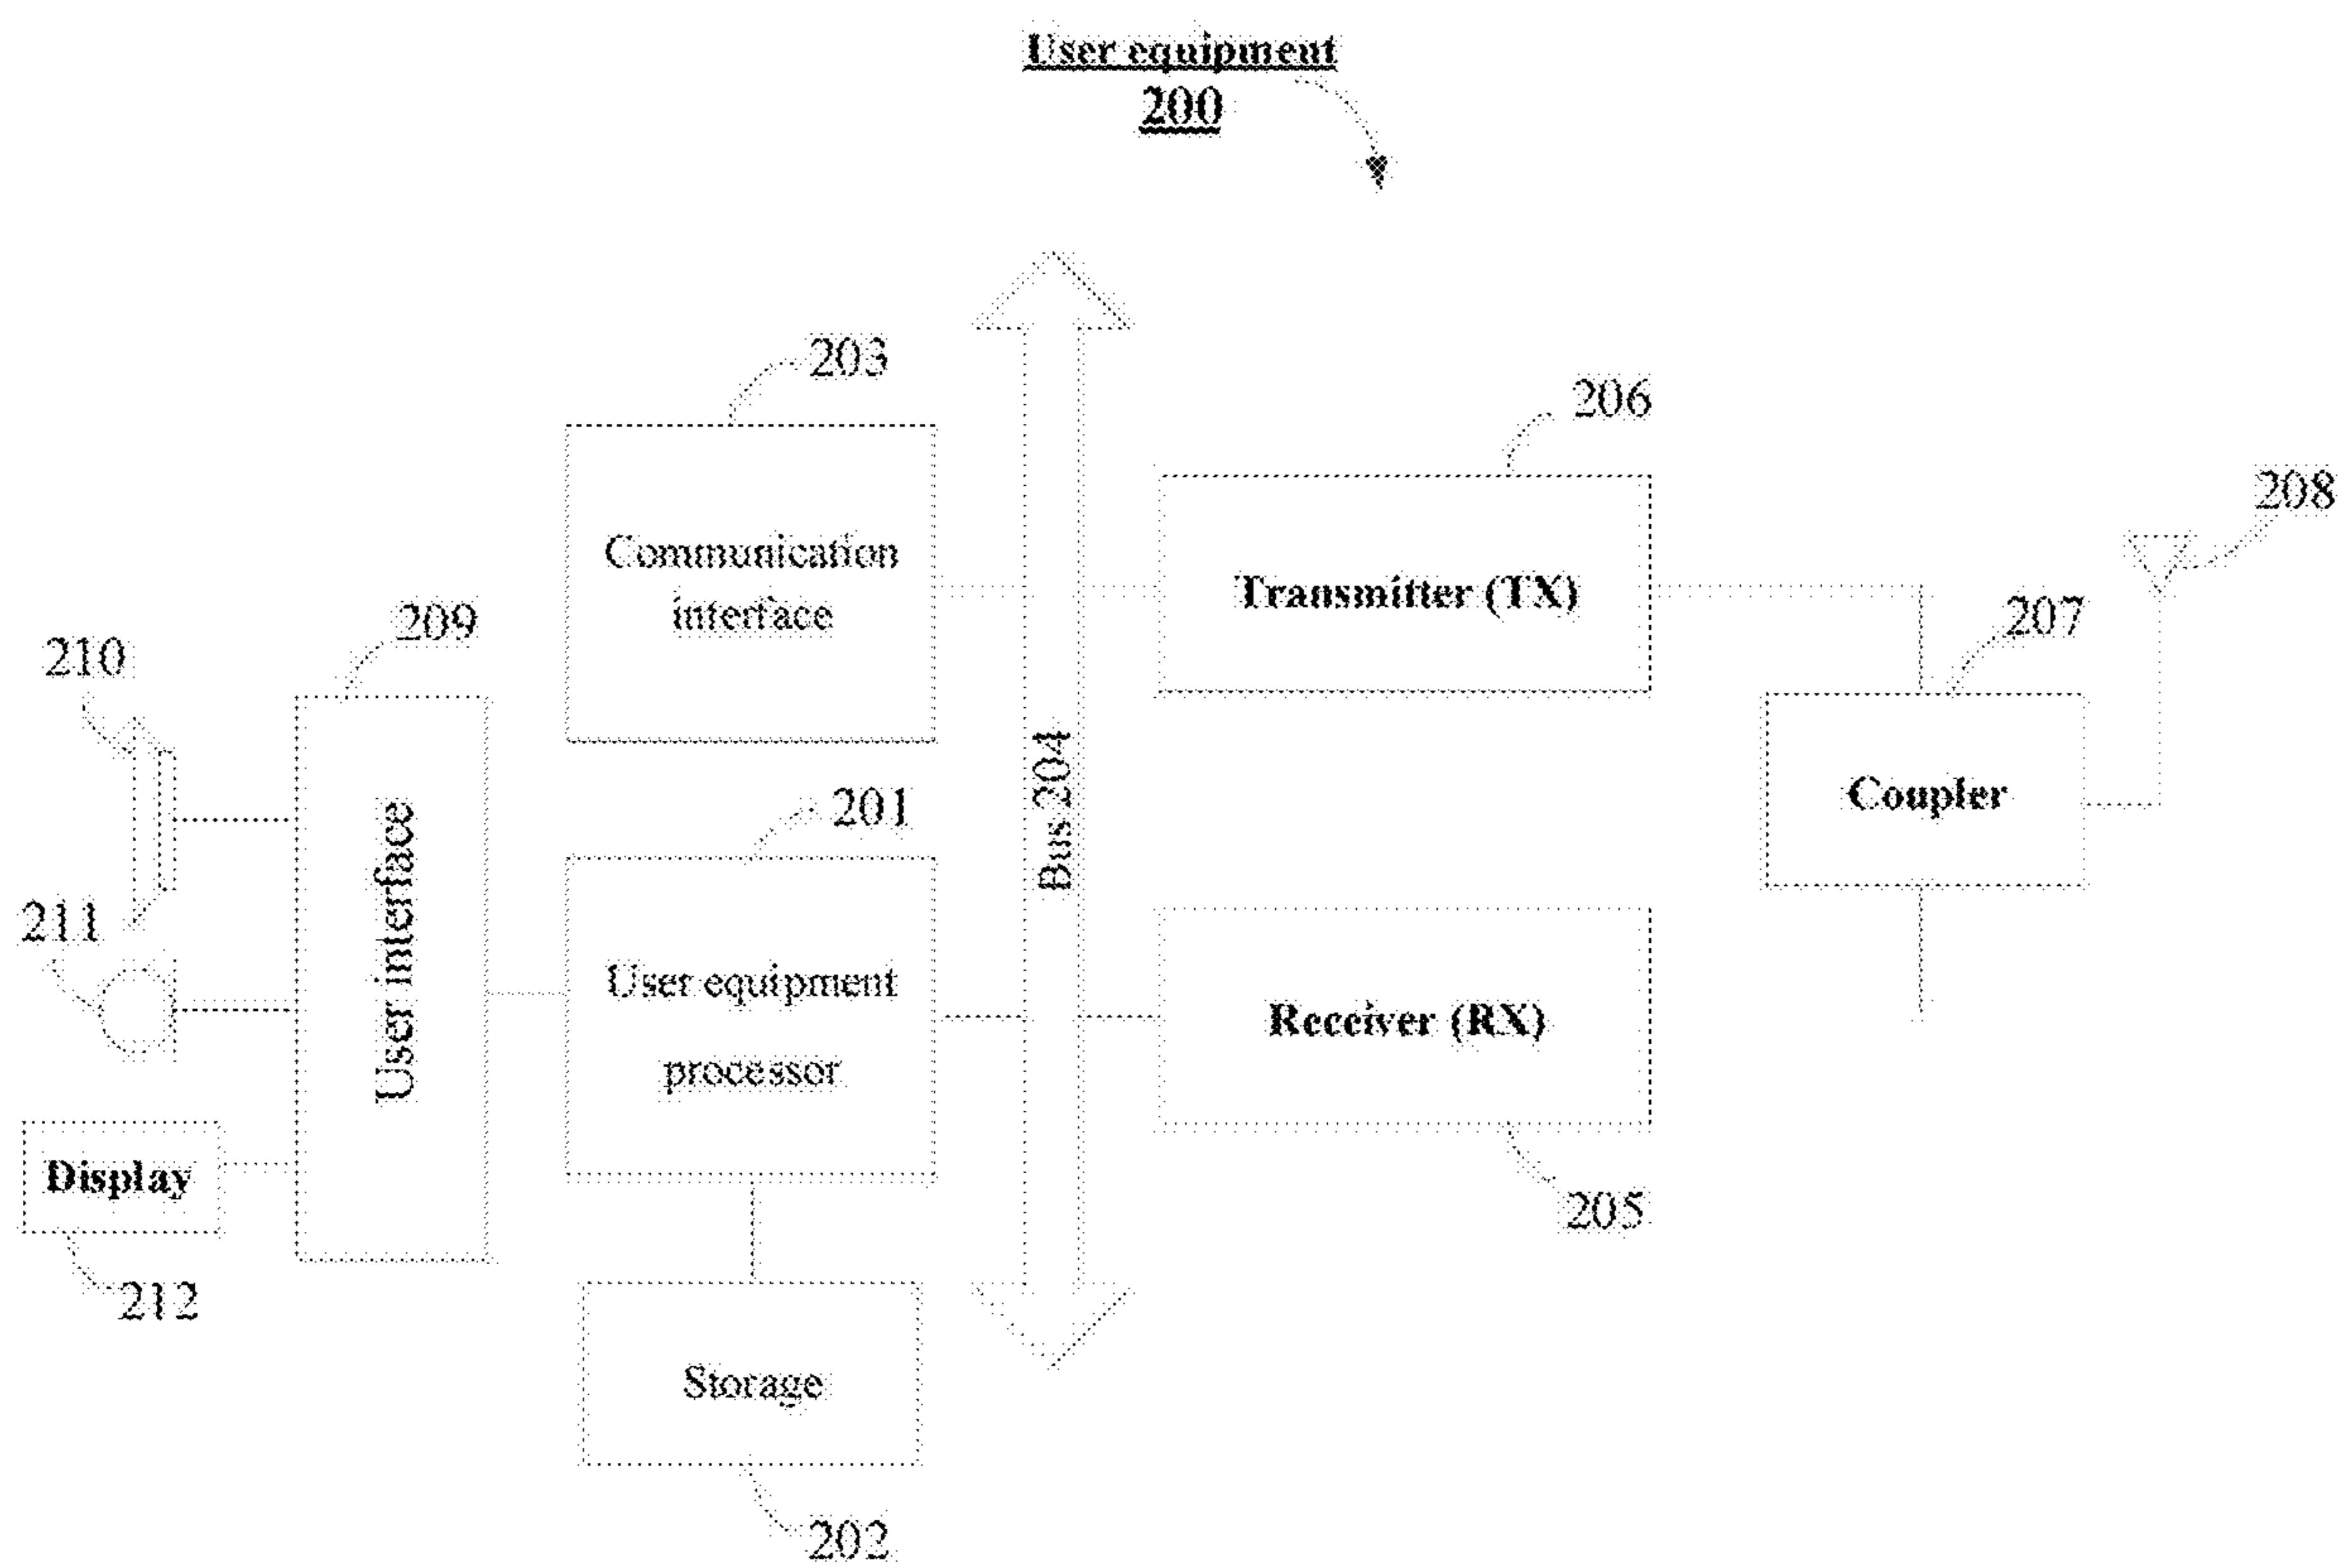 User equipment
200
203
206
208
Communication
interface
Transmitter (TX)
209
207
210
Bus 204
Coupler
201
User interface
211
User equipment
processor
Receiver (RX)
Display
205
212
Storage
202